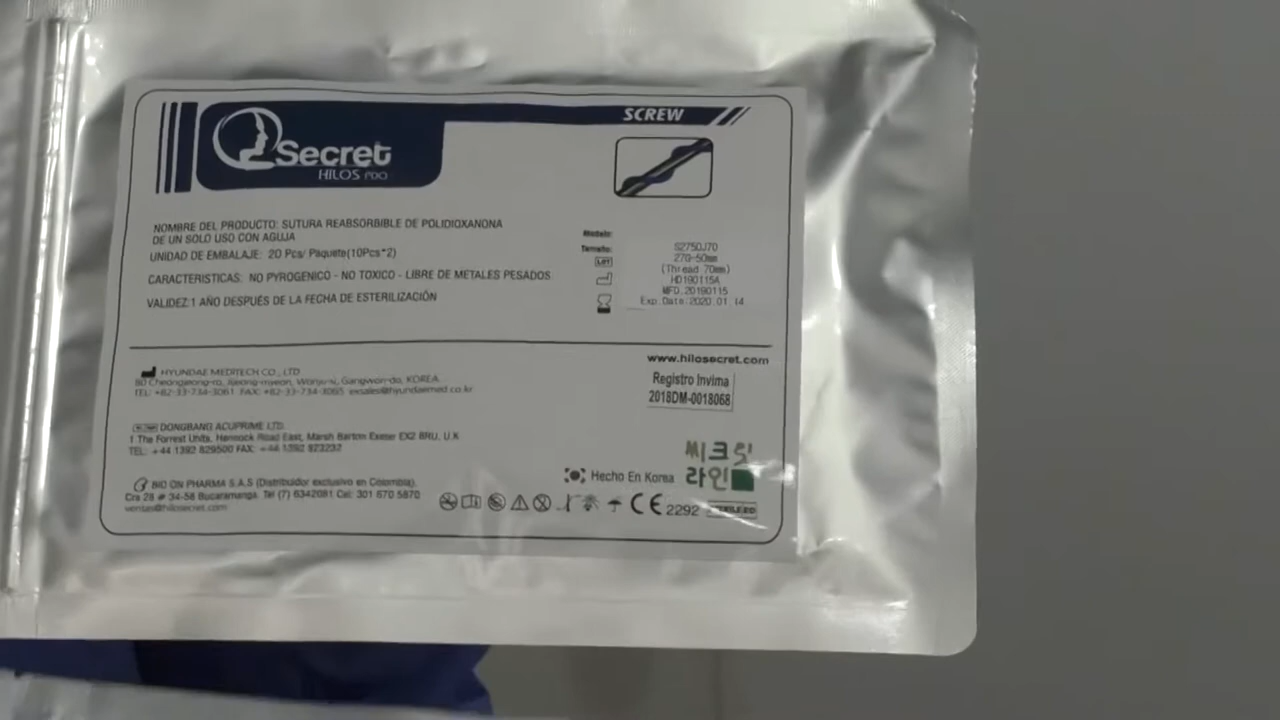 SCREW
Secret
HILOS PDO
NOMBRE DEL PRODUCTO: SUTURA REABSORBIBLE DE POLIDIOXANONA
DE UN SOLO USO CON AGUJA
UNIDAD DE EMBALAJE: 20 Pcs/ Paquete(10Pcs*2)
CARACTERISTICAS: NO PYROGENICO - NO TOXICO - LIBRE DE METALES PESADOS
VALIDEZ:1 AÑO DESPUÉS DE LA FECHA DE ESTERILIZACIÓN
Modelo: S2750J70
Tamaño: 27G-50mm
(Thread 70mm)
LOT HD190115A
MFD.20190115
Exp.Date:2020.01.14
www.hilosecret.com
HYUNDAE MEDITECH CO., LTD
80 Cheongjeong-ro, Jijeong-myeon, Wonju-si, Gangwon-do, KOREA
TEL: +82-33-734-3061 FAX: +82-33-734-3065 exsales@hyundaemed.co.kr
Registro Invima
2018DM-0018068
DONGBANG ACUPRIME LTD.
1 The Forrest Units, Hennock Road East, Marsh Barton Exeter EX2 8RU, U.K
TEL: +44 1392 829500 FAX: +44 1392 823232
씨크릿
라인
Hecho En Korea
BIO ON PHARMA S.A.S (Distribuidor exclusivo en Colombia).
Cra 28 # 34-58 Bucaramanga. Tel (7) 6342081 Cel: 301 670 5870
ventas@hilosecret.com
CE 2292 STERILE EO